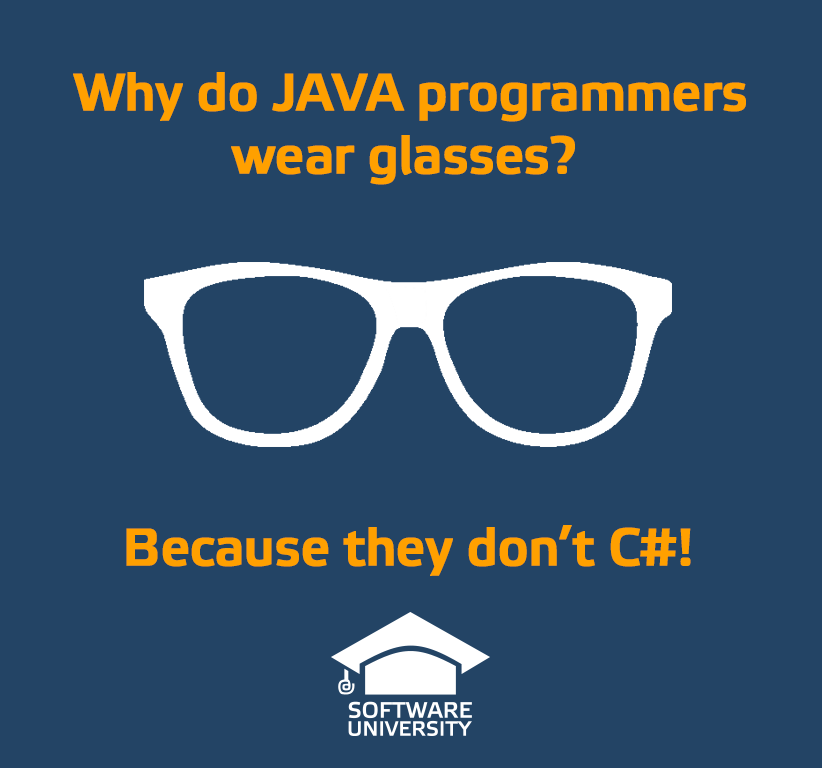 Why do JAVA programmers
wear glasses?
Because they don’t C#!
SOFTWARE
UNIVERSITY